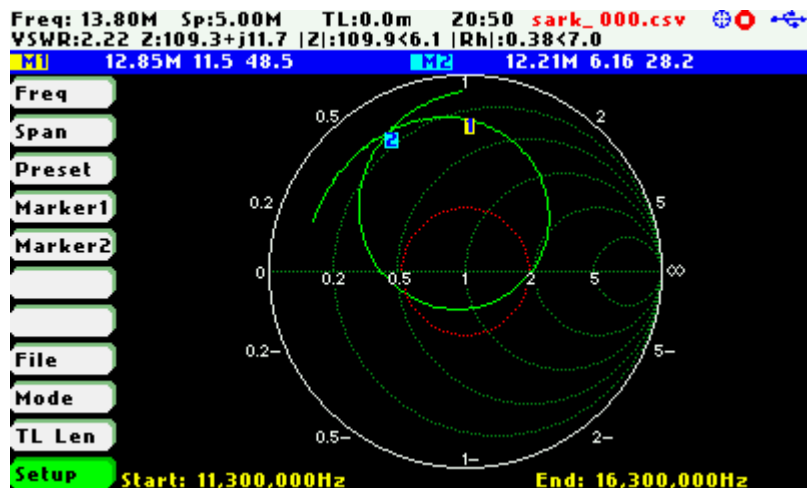 Freq: 13.80M Sp:5.00M TL:0.0m 20:50 sark_000.csv
VSWR:2.22 Z:109.3+j11.7 |Z|:109.9<6.1 |Rh|:0.38<7.0
M1 12.85M 11.5 48.5 M2 12.21M 6.16 28.2
Freq
Span
Preset
Marker1
Marker2
File
Mode
TL Len
Setup
1
0.5 2
2 1
0.2 5
0 0.2 0.5 1 2 5 ∞
0.2- 5-
0.5- 2-
1-
Start: 11,300,000Hz End: 16,300,000Hz